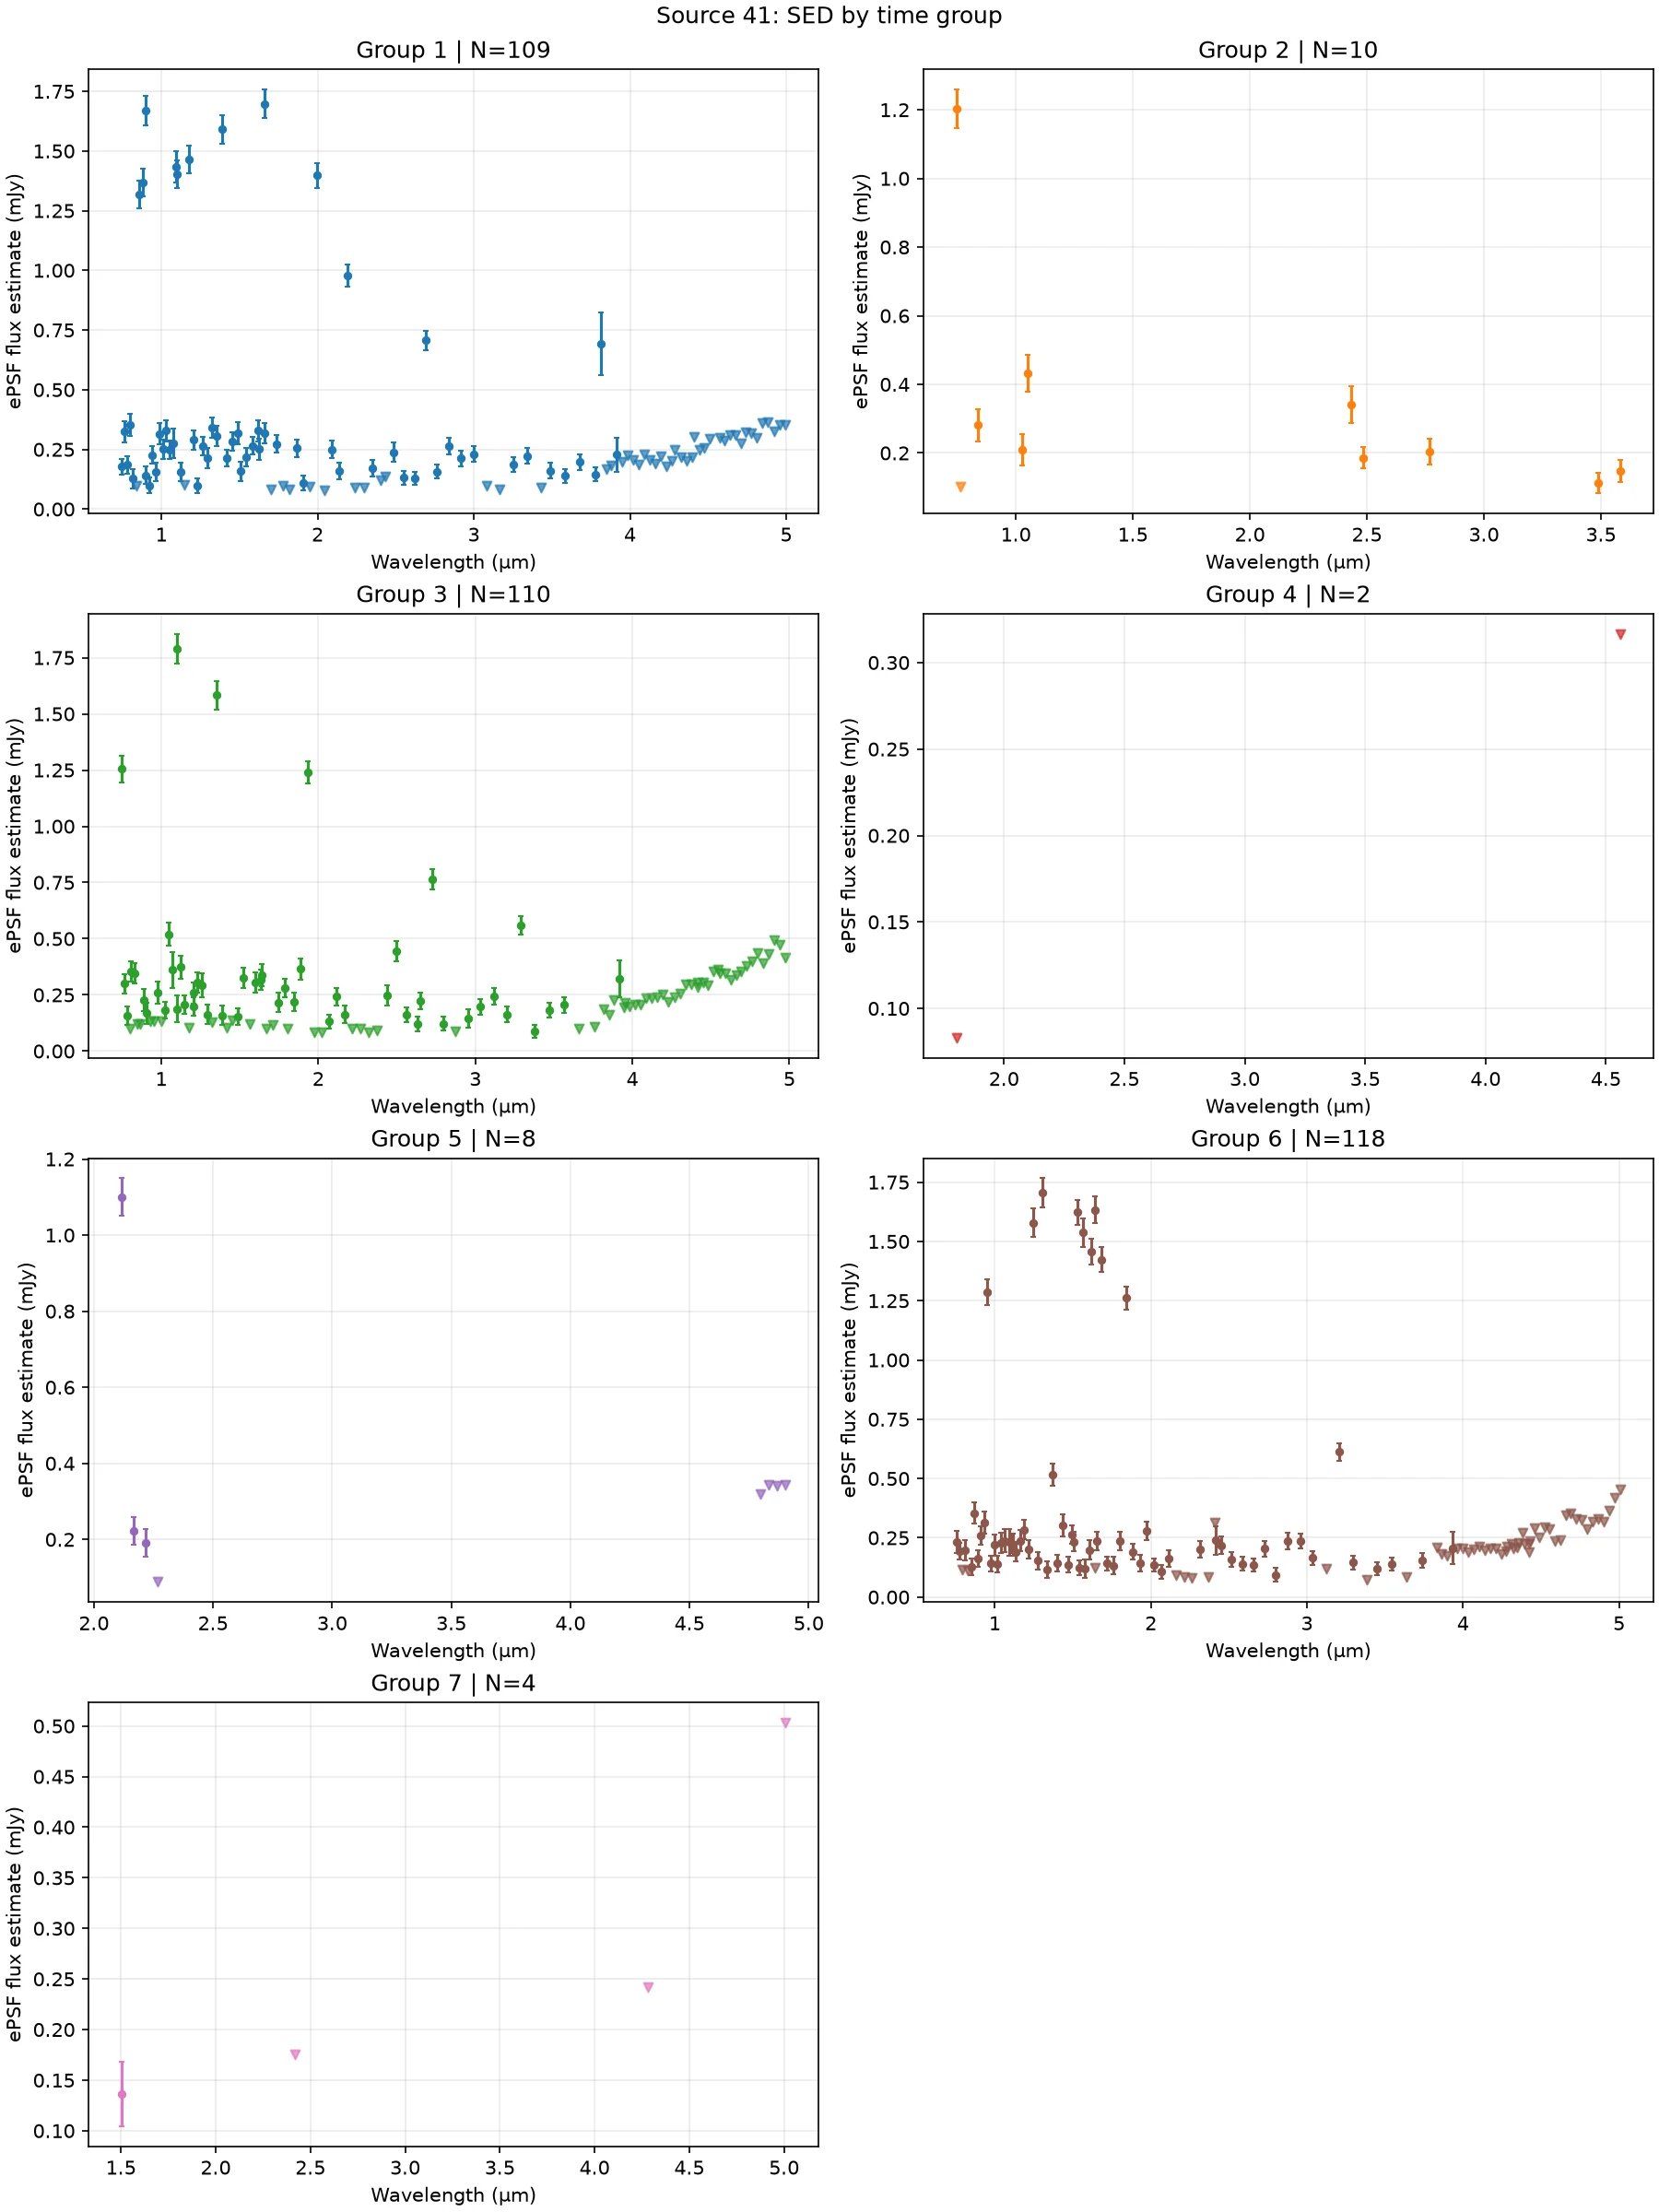 Source 41: SED by time group
Group 1 | N=109
1.75
1.50
1.25
1.00
0.75
0.50
0.25
0.00
ePSF flux estimate (mJy)
1 2 3 4 5
Wavelength (μm)
Group 2 | N=10
1.2
1.0
0.8
0.6
0.4
0.2
ePSF flux estimate (mJy)
1.0 1.5 2.0 2.5 3.0 3.5
Wavelength (μm)
Group 3 | N=110
1.75
1.50
1.25
1.00
0.75
0.50
0.25
0.00
ePSF flux estimate (mJy)
1 2 3 4 5
Wavelength (μm)
Group 4 | N=2
0.30
0.25
0.20
0.15
0.10
ePSF flux estimate (mJy)
2.0 2.5 3.0 3.5 4.0 4.5
Wavelength (μm)
Group 5 | N=8
1.2
1.0
0.8
0.6
0.4
0.2
ePSF flux estimate (mJy)
2.0 2.5 3.0 3.5 4.0 4.5 5.0
Wavelength (μm)
Group 6 | N=118
1.75
1.50
1.25
1.00
0.75
0.50
0.25
0.00
ePSF flux estimate (mJy)
1 2 3 4 5
Wavelength (μm)
Group 7 | N=4
0.50
0.45
0.40
0.35
0.30
0.25
0.20
0.15
0.10
ePSF flux estimate (mJy)
1.5 2.0 2.5 3.0 3.5 4.0 4.5 5.0
Wavelength (μm)